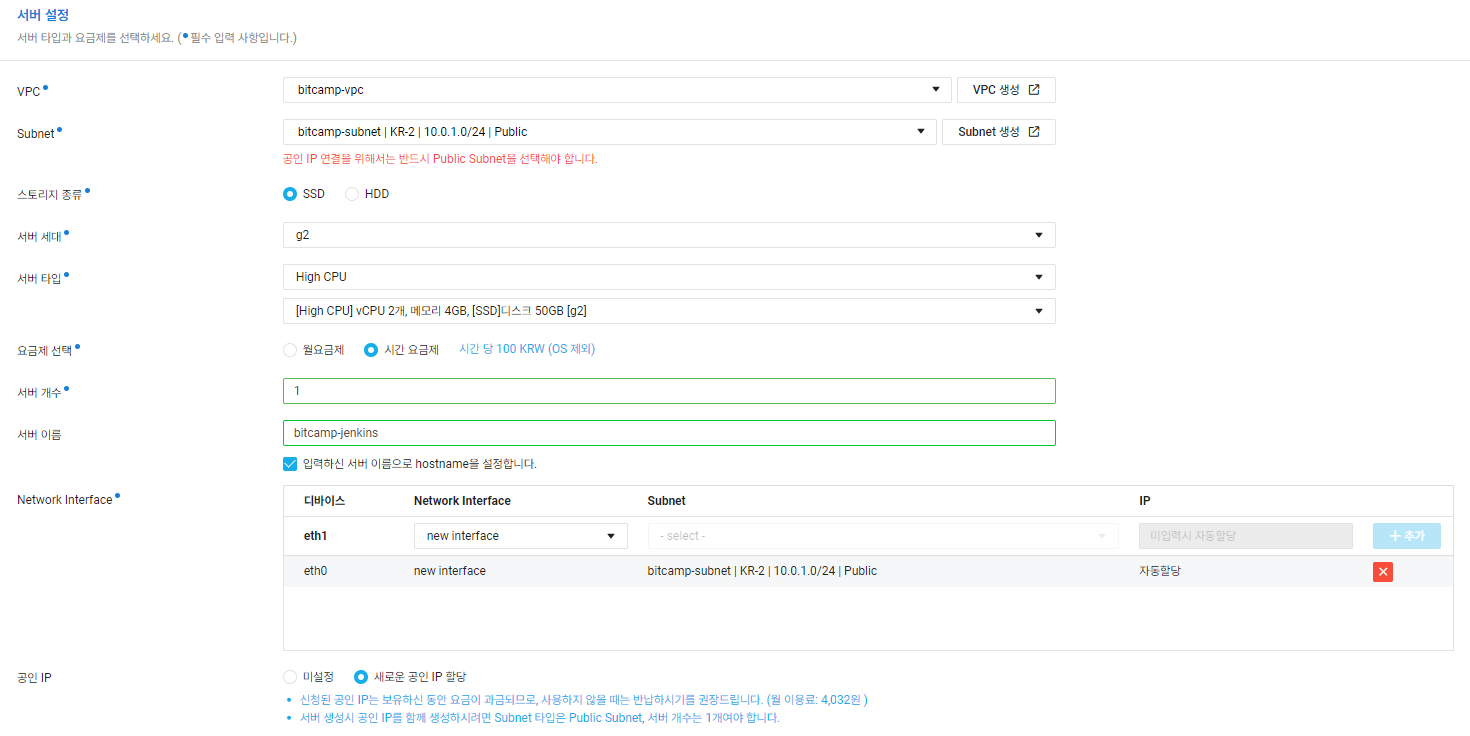 서버 설정
서버 타입과 요금제를 선택하세요. (• 필수 입력 사항입니다.)
VPC•
bitcamp-vpc
VPC 생성
Subnet•
bitcamp-subnet | KR-2 | 10.0.1.0/24 | Public
Subnet 생성
공인 IP 연결을 위해서는 반드시 Public Subnet을 선택해야 합니다.
스토리지 종류•
SSD HDD
서버 세대•
g2
서버 타입•
High CPU
[High CPU] vCPU 2개, 메모리 4GB, [SSD]디스크 50GB [g2]
요금제 선택•
월요금제 시간 요금제 시간 당 100 KRW (OS 제외)
서버 개수•
1
서버 이름
bitcamp-jenkins
입력하신 서버 이름으로 hostname을 설정합니다.
Network Interface•
디바이스 Network Interface Subnet IP
eth1 new interface - select - 미입력시 자동할당 + 추가
eth0 new interface bitcamp-subnet | KR-2 | 10.0.1.0/24 | Public 자동할당
공인 IP
미설정 새로운 공인 IP 할당
• 신청된 공인 IP는 보유하신 동안 요금이 과금되므로, 사용하지 않을 때는 반납하시기를 권장드립니다. (월 이용료: 4,032원 )
• 서버 생성시 공인 IP를 함께 생성하시려면 Subnet 타입은 Public Subnet, 서버 개수는 1개여야 합니다.